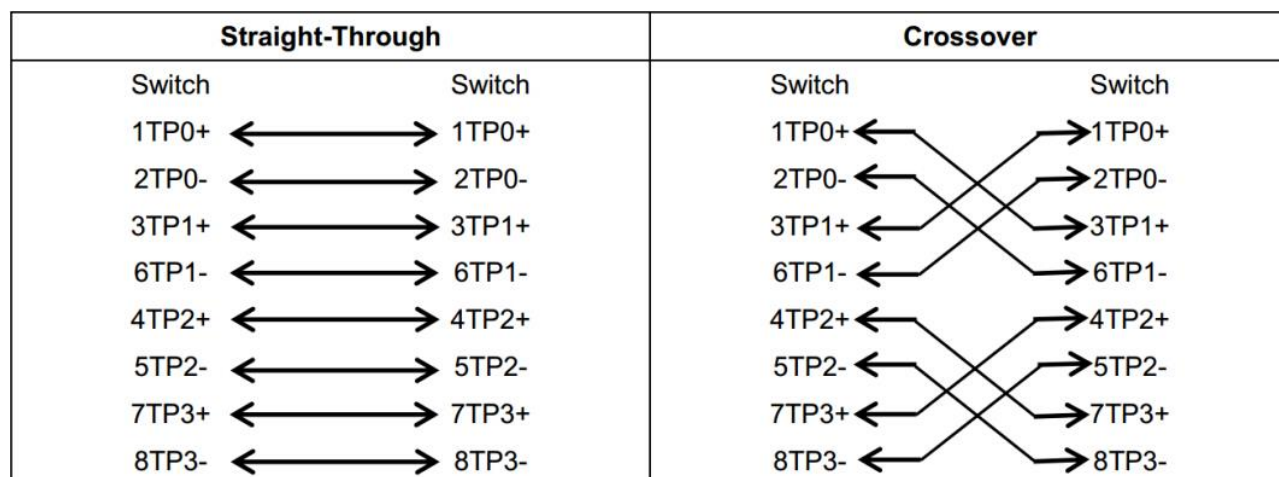 Straight-Through Crossover
Switch Switch Switch Switch
1TP0+ 1TP0+ 1TP0+ 1TP0+
2TP0- 2TP0- 2TP0- 2TP0-
3TP1+ 3TP1+ 3TP1+ 3TP1+
6TP1- 6TP1- 6TP1- 6TP1-
4TP2+ 4TP2+ 4TP2+ 4TP2+
5TP2- 5TP2- 5TP2- 5TP2-
7TP3+ 7TP3+ 7TP3+ 7TP3+
8TP3- 8TP3- 8TP3- 8TP3-